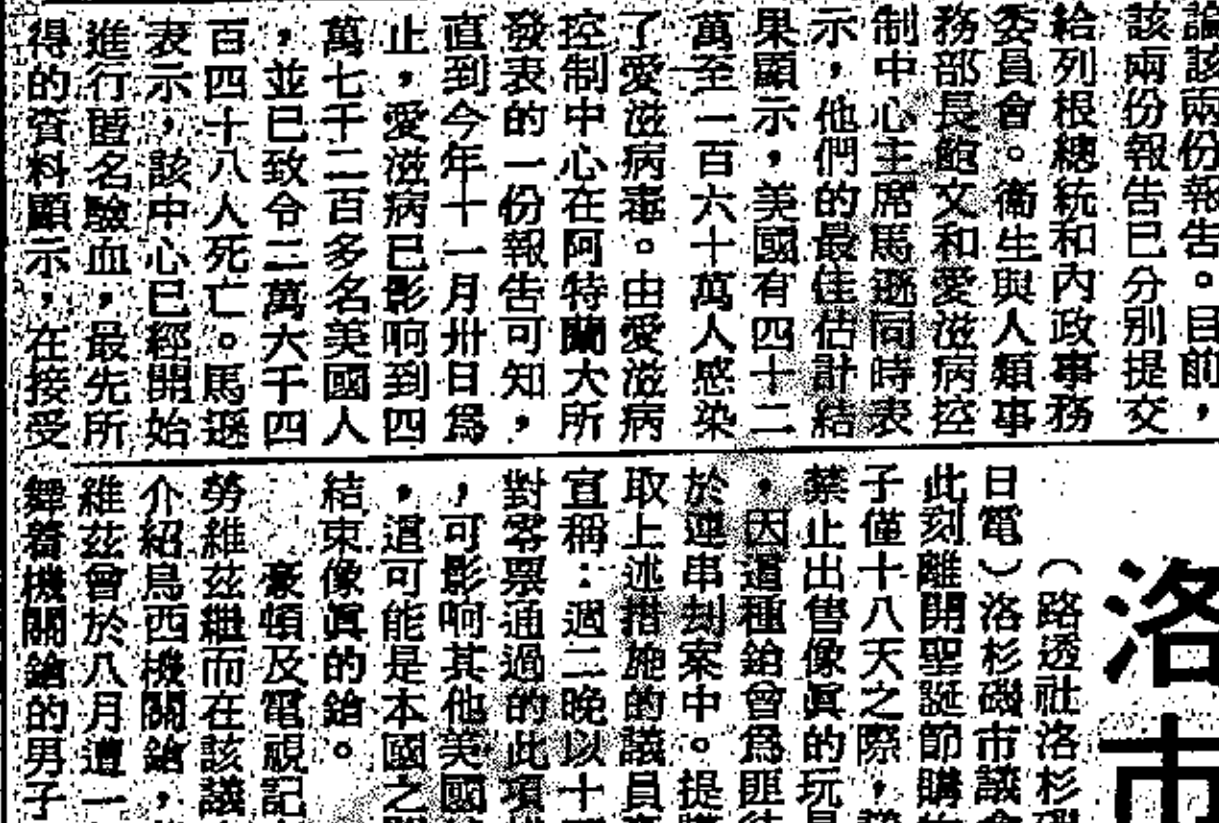 論該兩份報告。目前，
該兩份報告已分別提交
給列根總統和內政事務
委員會。衞生與人類事
務部長鮑文和愛滋病控
制中心主席馬遜同時表
示，他們的最佳估計結
果顯示，美國有四十二
萬至一百六十萬人感染
了愛滋病毒。由愛滋病
控制中心在阿特蘭大所
發表的一份報告可知，
直到今年十一月卅日爲
止，愛滋病已影响到四
萬七千二百多名美國人
，並已致令二萬六千四
百四十八人死亡。馬遜
表示，該中心已經開始
進行匿名驗血，最先所
得的資料顯示，在接受
洛市
（路透社洛杉磯
日電）洛杉磯市議會
此刻離開聖誕節購物
子僅十八天之際，
禁止出售像眞的玩具
，因這種鎗曾爲匪徒
於連串刧案中。提
取上述措施的議員
宣稱：週二晚以十
對零票通過的此項
，可影响其他美國
，這可能是本國之
結束像眞的鎗。
豪頓及電視記
勞維茲繼而在該議
介紹烏西機關鎗，
維茲曾於八月遭一
舞着機關鎗的男子